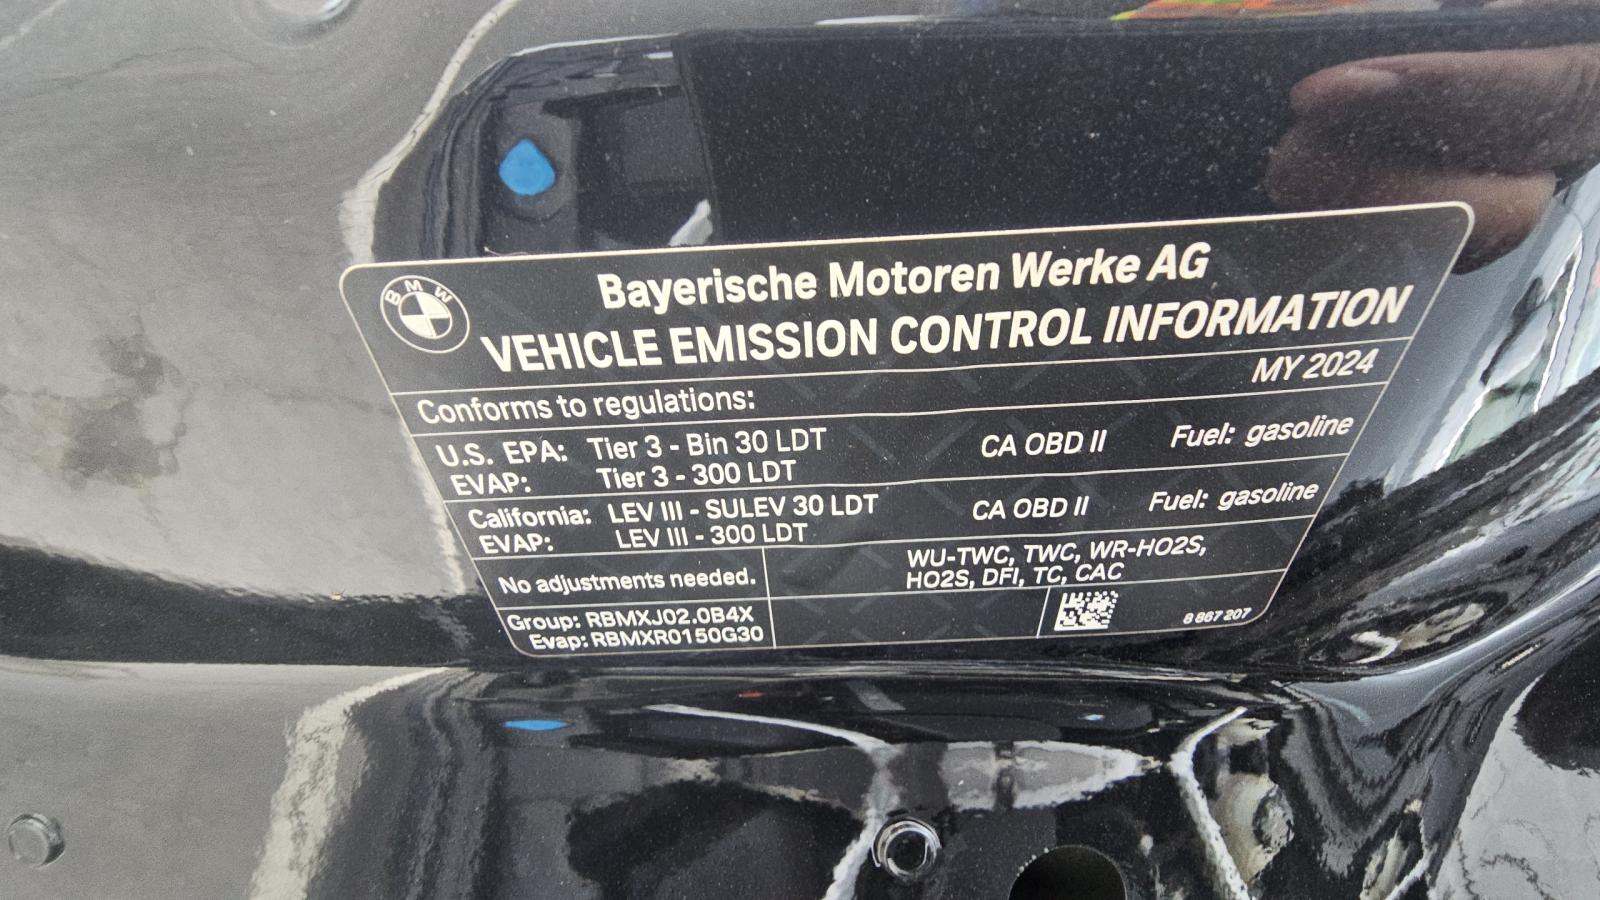 BMW
Bayerische Motoren Werke AG
VEHICLE EMISSION CONTROL INFORMATION
MY 2024
Conforms to regulations:
U.S. EPA: Tier 3 - Bin 30 LDT CA OBD II Fuel: gasoline
EVAP: Tier 3 - 300 LDT
California: LEV III - SULEV 30 LDT CA OBD II Fuel: gasoline
EVAP: LEV III - 300 LDT
No adjustments needed.
WU-TWC, TWC, WR-HO2S,
HO2S, DFI, TC, CAC
Group: RBMXJ02.0B4X
Evap: RBMXR0150G30
8 867 207